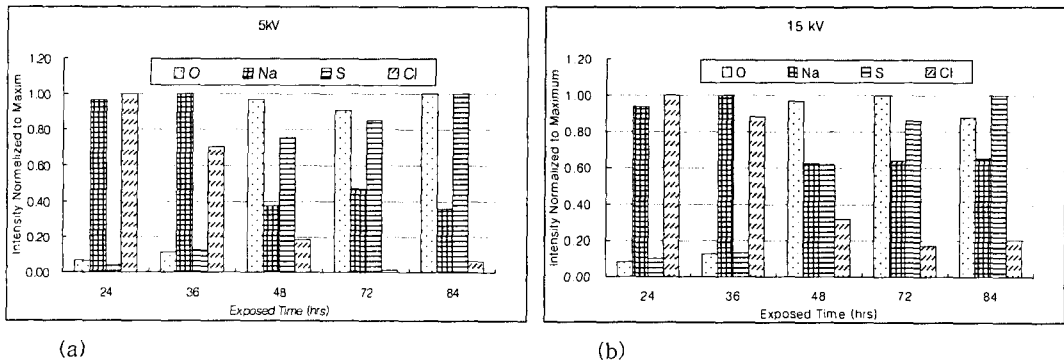 5kV
1.20
1.00
0.80
0.60
0.40
0.20
0.00
Intensity Normalized to Maxim
O Na S Cl
24 36 48 72 84
Exposed Time (hrs)
(a)
15 kV
1.20
1.00
0.80
0.60
0.40
0.20
0.00
Intensity Normalized to Maximum
O Na S Cl
24 36 48 72 84
Exposed Time (hrs)
(b)